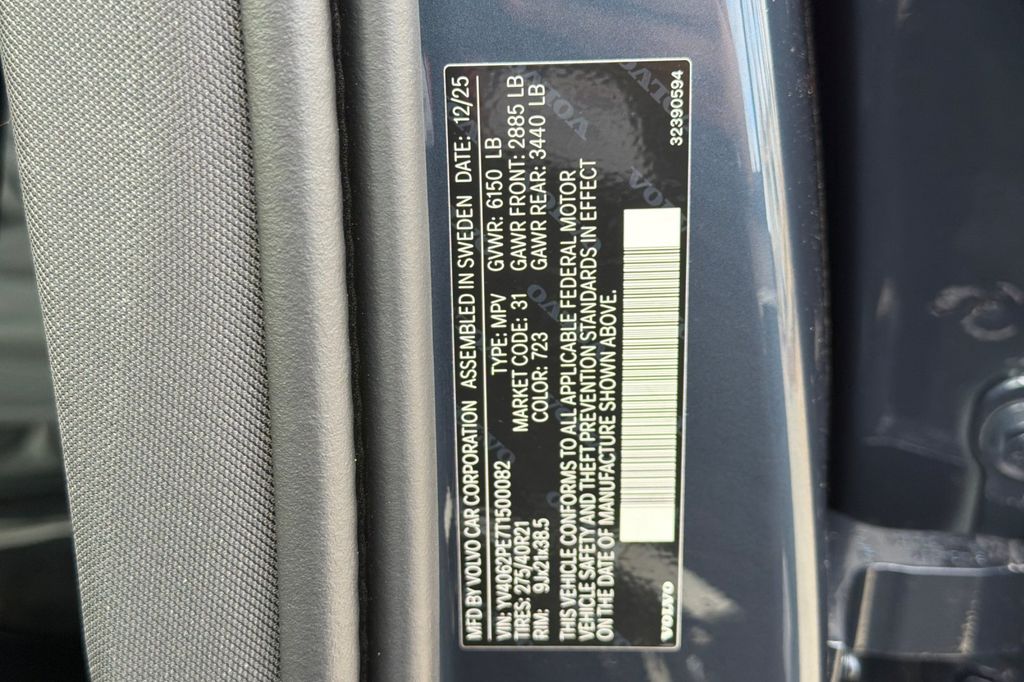 MFD BY VOLVO CAR CORPORATION ASSEMBLED IN SWEDEN DATE: 12/25
VIN: YV4062PE7T1500082 TYPE: MPV GVWR: 6150 LB
TIRES: 275/40R21 MARKET CODE: 31 GAWR FRONT: 2885 LB
RIM: 9Jx21x38.5 COLOR: 723 GAWR REAR: 3440 LB
THIS VEHICLE CONFORMS TO ALL APPLICABLE FEDERAL MOTOR
VEHICLE SAFETY AND THEFT PREVENTION STANDARDS IN EFFECT
ON THE DATE OF MANUFACTURE SHOWN ABOVE.
VOLVO 32390594